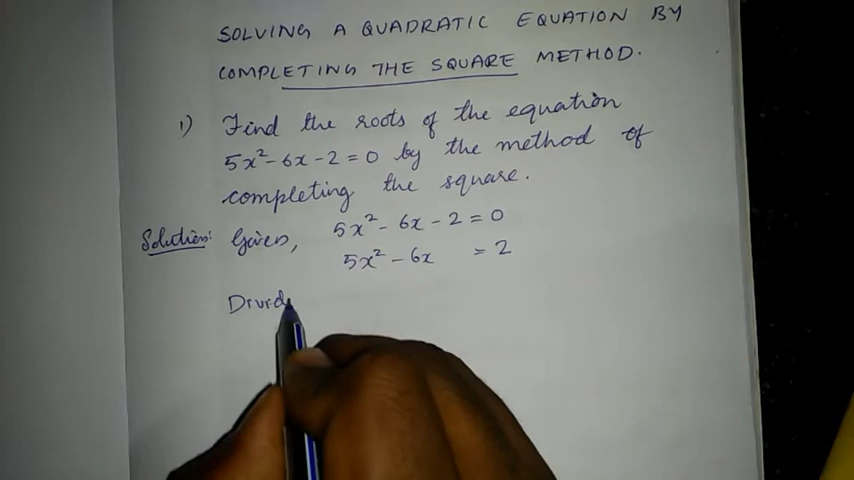 SOLVING A QUADRATIC EQUATION BY
COMPLETING THE SQUARE METHOD.
1) Find the roots of the equation
5x² - 6x - 2 = 0 by the method of
completing the square.
Solution: Given, 5x² - 6x - 2 = 0
5x² - 6x = 2
Divid